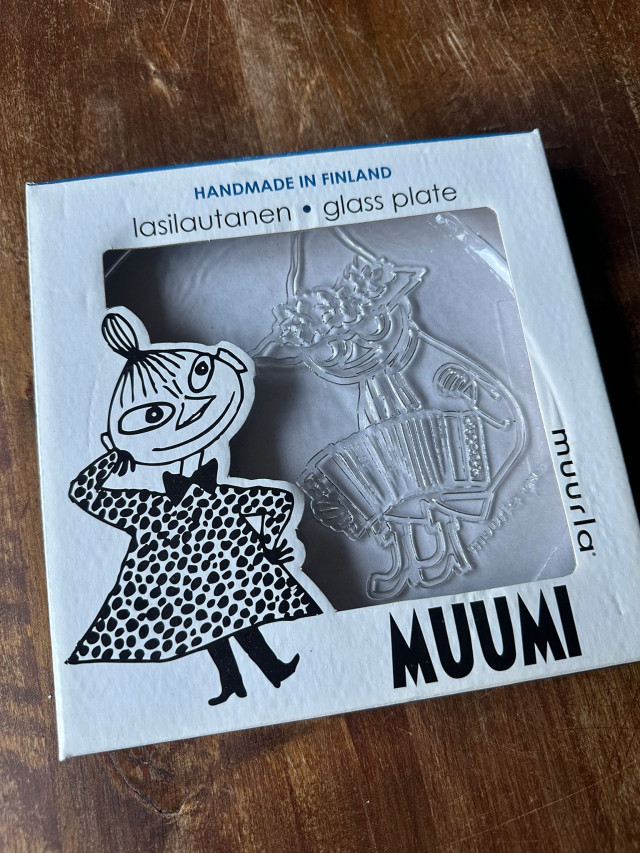 HANDMADE IN FINLAND
lasilautanen • glass plate
muurla
MUUMI